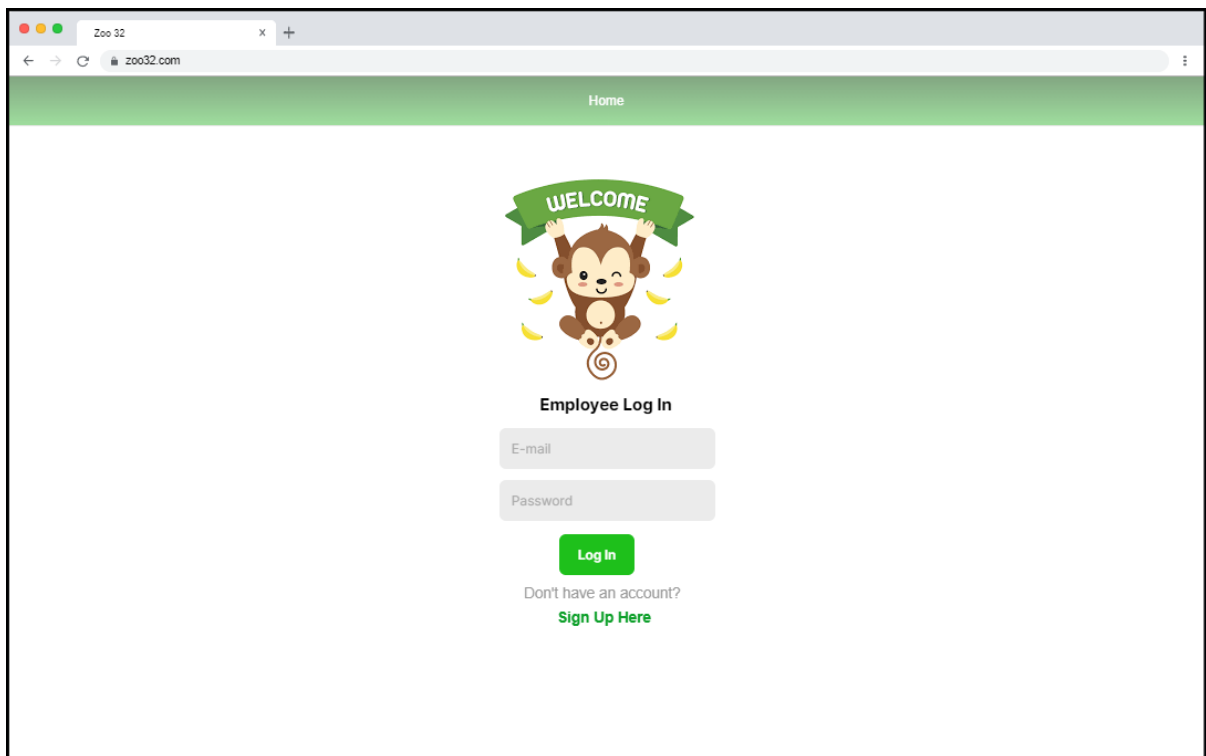 Zoo 32
zoo32.com
Home
WELCOME
Employee Log In
E-mail
Password
Log In
Don't have an account?
Sign Up Here